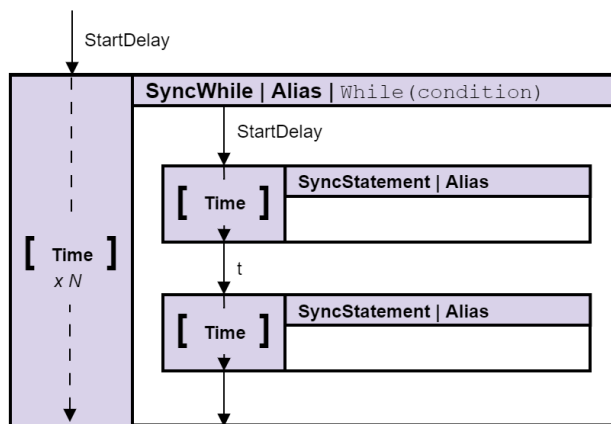 StartDelay
SyncWhile | Alias | While(condition)
StartDelay
[ Time ]
SyncStatement | Alias
[ Time ]
x N
t
[ Time ]
SyncStatement | Alias